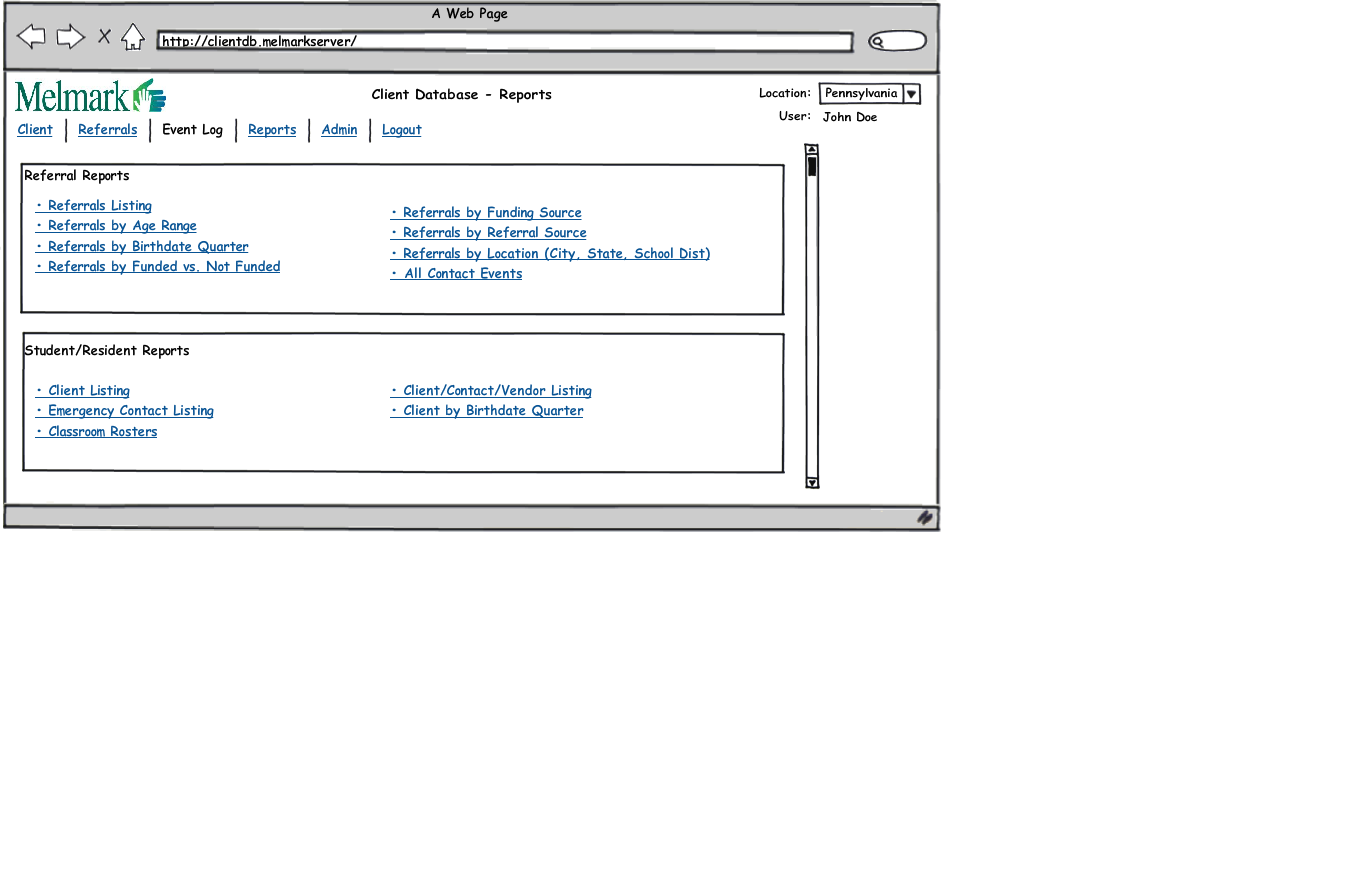 A Web Page
http://clientdb.melmarkserver/
Melmark
Client Database - Reports
Location: Pennsylvania
User: John Doe
Client | Referrals | Event Log | Reports | Admin | Logout
Referral Reports
• Referrals Listing
• Referrals by Age Range
• Referrals by Birthdate Quarter
• Referrals by Funded vs. Not Funded
• Referrals by Funding Source
• Referrals by Referral Source
• Referrals by Location (City, State, School Dist)
• All Contact Events
Student/Resident Reports
• Client Listing
• Emergency Contact Listing
• Classroom Rosters
• Client/Contact/Vendor Listing
• Client by Birthdate Quarter